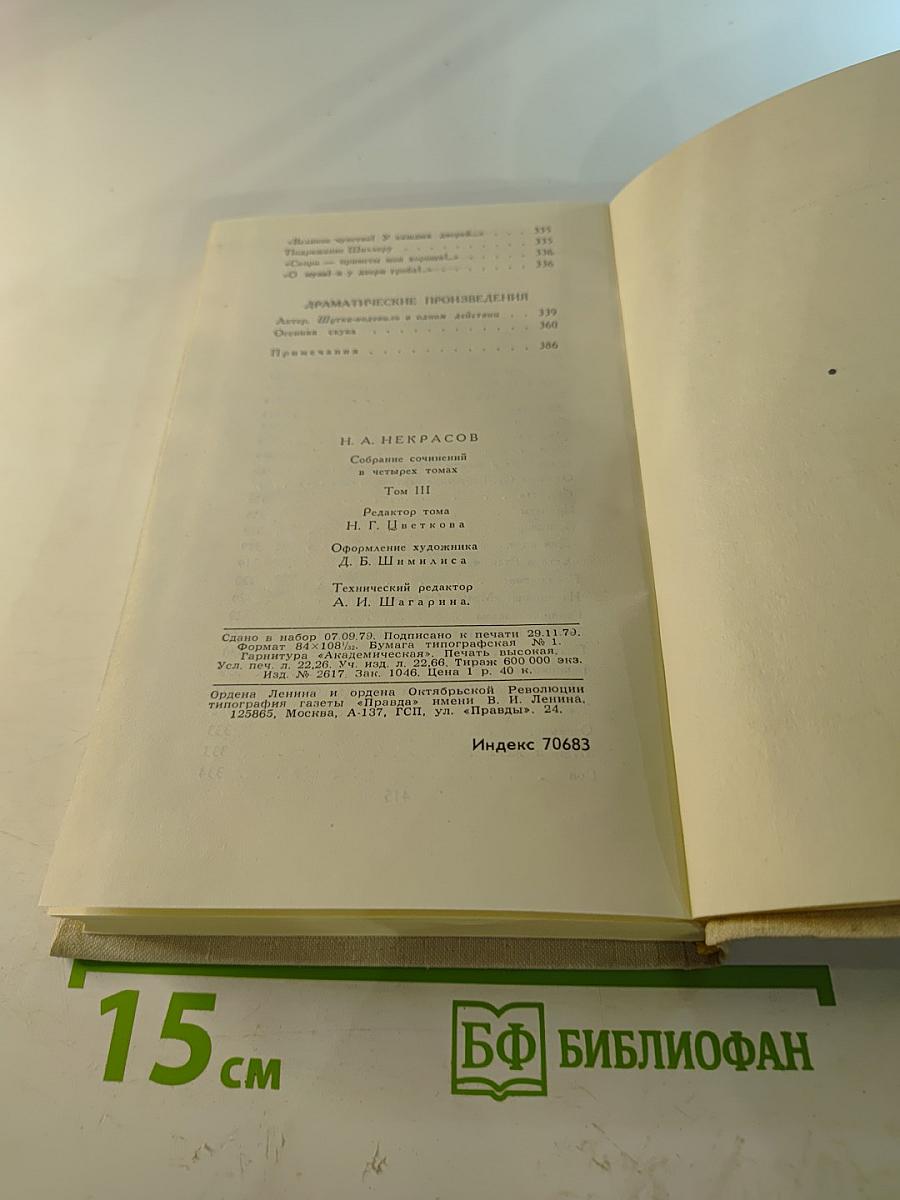 «Великое чувство! У каждых дверей...» 335
Подражание Шиллеру . . . . . . . . . 335
«Скоро — приметы мои хороши!..» . . . . 336
«О муза! я у двери гроба!..» . . . . . . 336
ДРАМАТИЧЕСКИЕ ПРОИЗВЕДЕНИЯ
Актер. Шутка-водевиль в одном действии . . 339
Осенняя скука . . . . . . . . . . . . 360
Примечания . . . . . . . . . . . . 386
Н. А. НЕКРАСОВ
Собрание сочинений
в четырех томах
Том III
Редактор тома
Н. Г. Цветкова
Оформление художника
Д. Б. Шимилиса
Технический редактор
А. И. Шагарина.
Сдано в набор 07.09.79. Подписано к печати 29.11.79.
Формат 84×108¹/₃₂. Бумага типографская № 1.
Гарнитура «Академическая». Печать высокая.
Усл. печ. л. 22,26. Уч. изд. л. 22,66. Тираж 600 000 экз.
Изд. № 2617. Зак. 1046. Цена 1 р. 40 к.
Ордена Ленина и ордена Октябрьской Революции
типография газеты «Правда» имени В. И. Ленина,
125865, Москва, А-137, ГСП, ул. «Правды», 24.
Индекс 70683
15 см
БФ БИБЛИОФАН